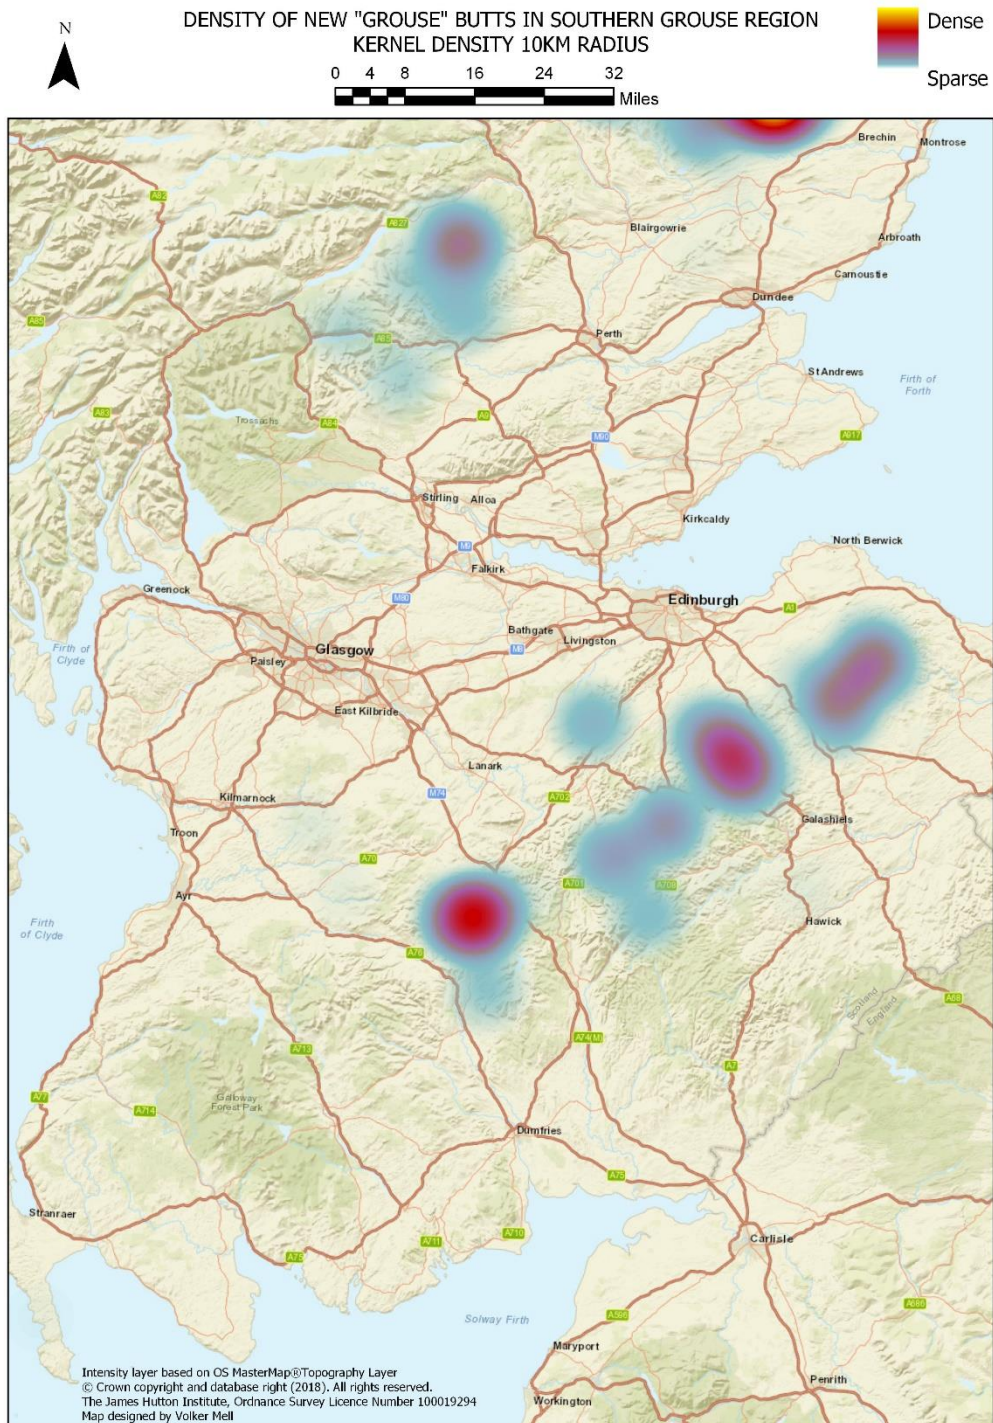 DENSITY OF NEW "GROUSE" BUTTS IN SOUTHERN GROUSE REGION
KERNEL DENSITY 10KM RADIUS
N
Dense
Sparse
0 4 8 16 24 32
Miles
Brechin
Montrose
A82
A827
Blairgowrie
Arbroath
Carnoustie
Dundee
A85
A85
Perth
St Andrews
Firth of
Forth
A83
Trossachs
A84
A9
M90
A917
Stirling
Alloa
Kirkcaldy
North Berwick
M9
Falkirk
Greenock
M80
Edinburgh
A1
Bathgate
Livingston
M8
Firth of
Clyde
Glasgow
Paisley
East Kilbride
Lanark
M74
A702
Kilmarnock
Troon
Galashiels
A70
A701
A708
Ayr
Firth
of Clyde
Hawick
A76
Scotland
England
A68
A74(M)
A713
A7
A77
Galloway
Forest Park
A714
Dumfries
A75
Stranraer
A711
A710
A75
Carlisle
A686
Solway Firth
A596
Maryport
Penrith
Workington
Intensity layer based on OS MasterMap®Topography Layer
© Crown copyright and database right (2018). All rights reserved.
The James Hutton Institute, Ordnance Survey Licence Number 100019294
Map designed by Volker Mell